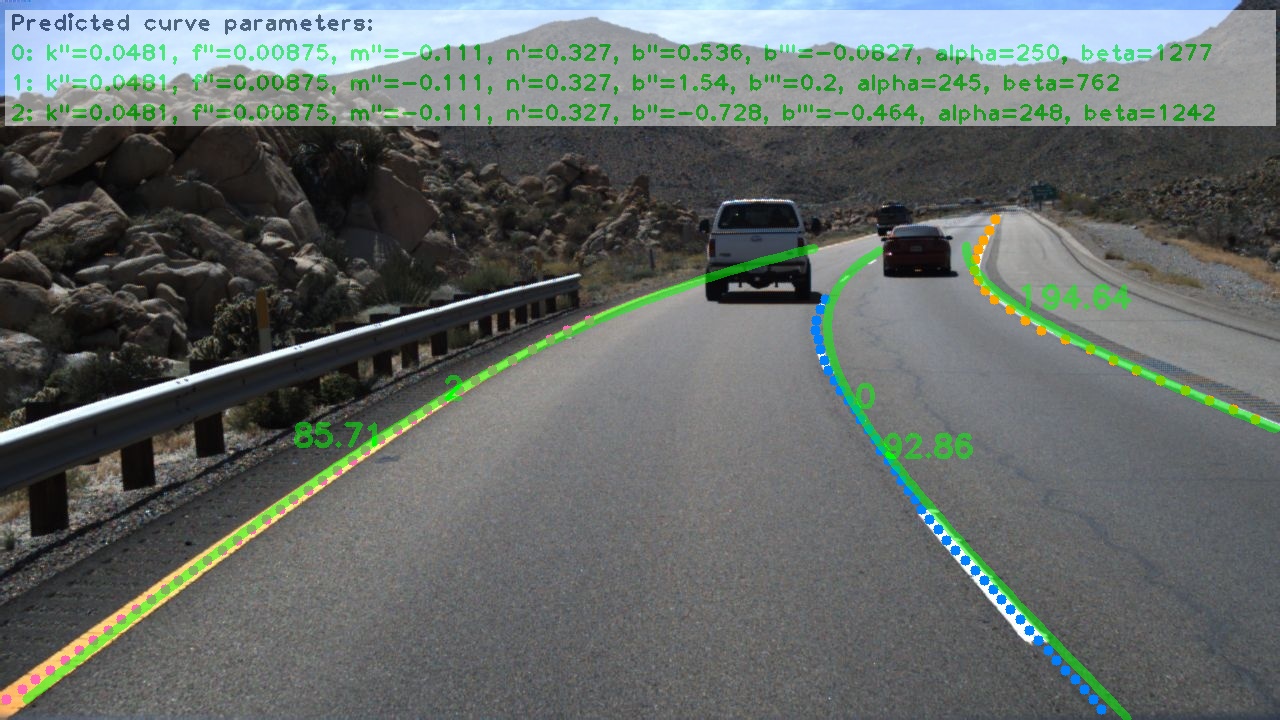 Predicted curve parameters:
0: k''=0.0481, f''=0.00875, m''=-0.111, n'=0.327, b''=0.536, b'''=-0.0827, alpha=250, beta=1277
1: k''=0.0481, f''=0.00875, m''=-0.111, n'=0.327, b''=1.54, b'''=0.2, alpha=245, beta=762
2: k''=0.0481, f''=0.00875, m''=-0.111, n'=0.327, b''=-0.728, b'''=-0.464, alpha=248, beta=1242
194.64
2
0
85.71
92.86